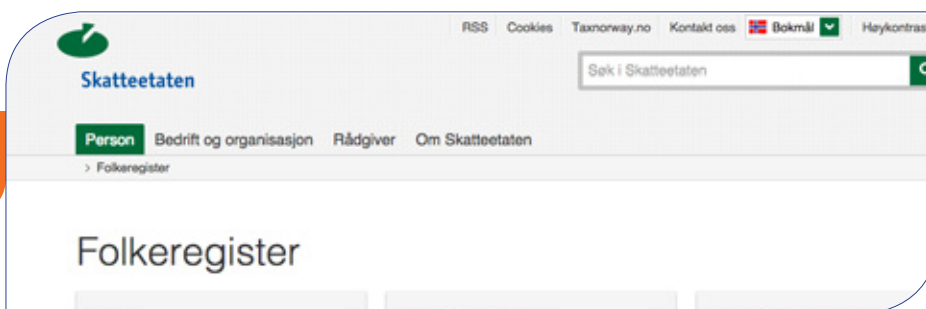 RSS Cookies Taxnorway.no Kontakt oss Bokmål Høykontras
Skatteetaten
Søk i Skatteetaten
Person Bedrift og organisasjon Rådgiver Om Skatteetaten
> Folkeregister
Folkeregister